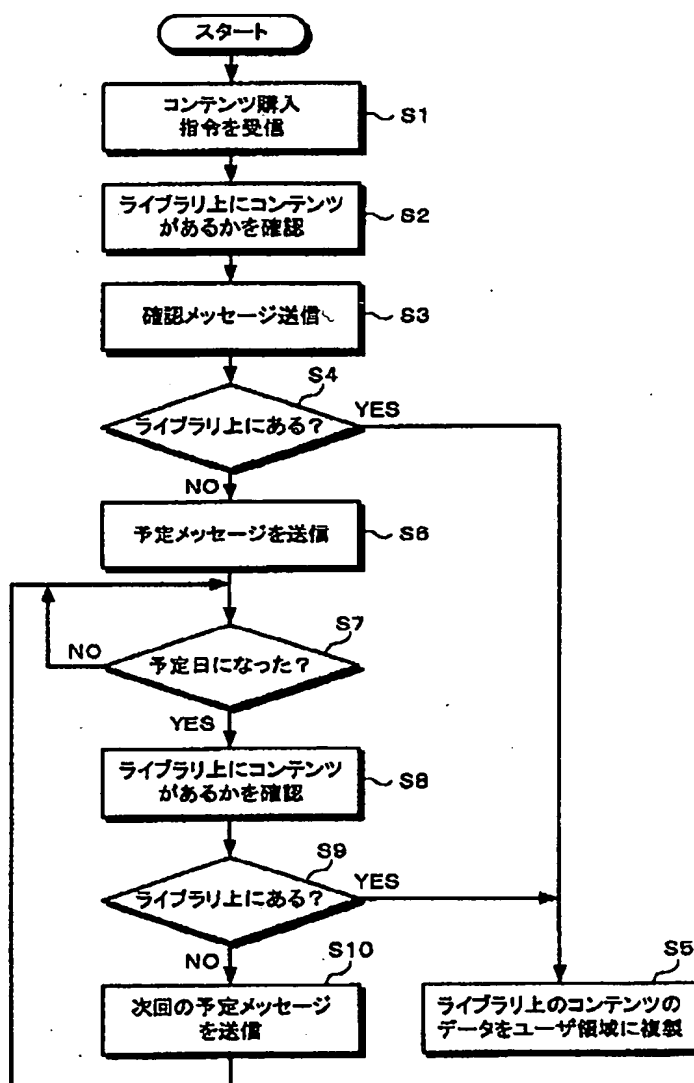 スタート
コンテンツ購入
指令を受信
S1
ライブラリ上にコンテンツ
があるかを確認
S2
確認メッセージ送信
S3
S4
ライブラリ上にある?
YES
NO
予定メッセージを送信
S6
S7
予定日になった?
NO
YES
ライブラリ上にコンテンツ
があるかを確認
S8
S9
ライブラリ上にある?
YES
NO
S10
次回の予定メッセージ
を送信
S5
ライブラリ上のコンテンツの
データをユーザ領域に複製